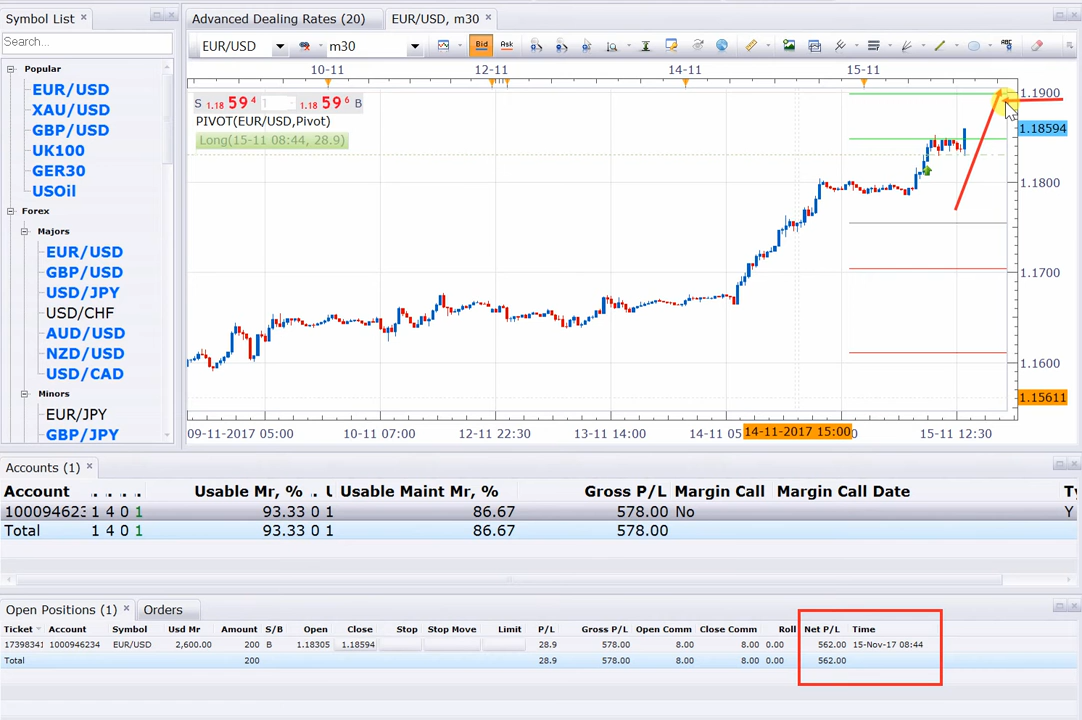 Symbol List ×
Search...
Popular
EUR/USD
XAU/USD
GBP/USD
UK100
GER30
USOil
Forex
Majors
EUR/USD
GBP/USD
USD/JPY
USD/CHF
AUD/USD
NZD/USD
USD/CAD
Minors
EUR/JPY
GBP/JPY
Advanced Dealing Rates (20) EUR/USD, m30 ×
EUR/USD m30 Bid Ask ABC
10-11 12-11 14-11 15-11
S 1.18 59 4 1 1.18 59 6 B
PIVOT(EUR/USD,Pivot)
Long(15-11 08:44, 28.9)
1.1900
1.18594
1.1800
1.1700
1.1600
1.15611
09-11-2017 05:00 10-11 07:00 12-11 22:30 13-11 14:00 14-11 05 14-11-2017 15:00 0 15-11 12:30
Accounts (1) ×
Account . . . . Usable Mr, % . U Usable Maint Mr, % Gross P/L Margin Call Margin Call Date Ty
100094623 1 4 0 1 93.33 0 1 86.67 578.00 No Y
Total 1 4 0 1 93.33 0 1 86.67 578.00
Open Positions (1) × Orders
Ticket Account Symbol Usd Mr Amount S/B Open Close Stop Stop Move Limit P/L Gross P/L Open Comm Close Comm Roll Net P/L Time
17398341 1000946234 EUR/USD 2,600.00 200 B 1.18305 1.18594 28.9 578.00 8.00 8.00 0.00 562.00 15-Nov-17 08:44
Total 200 28.9 578.00 8.00 8.00 0.00 562.00